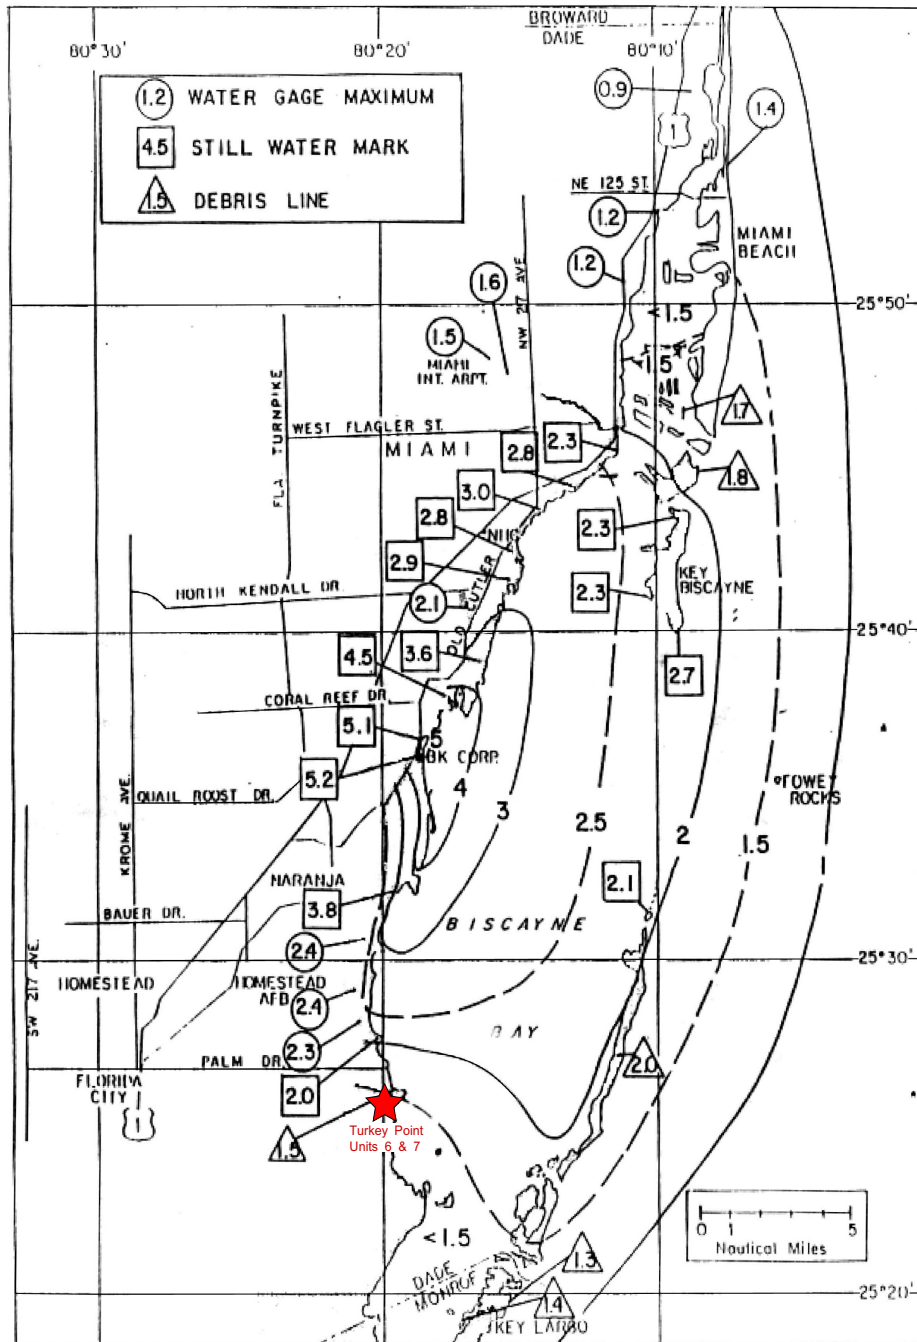 BROWARD
DADE
80°30'
80°20'
80°10'
1.2 WATER GAGE MAXIMUM
4.5 STILL WATER MARK
1.5 DEBRIS LINE
0.9
1.4
1
NE 125 ST.
1.2
MIAMI
BEACH
1.2
1.6
NW 27 AVE.
25°50'
<1.5
1.5
1.5
MIAMI
INT. ARPT.
FLA TURNPIKE
1.7
WEST FLAGLER ST.
MIAMI
2.3
2.8
1.8
3.0
2.8
NHC
2.3
2.9
OLD CUTLER
KEY
BISCAYNE
NORTH KENDALL DR.
2.1
2.3
25°40'
4.5
3.6
2.7
CORAL REEF DR.
5.1
5
BK CORP.
5.2
KROME AVE.
QUAIL ROOST DR.
4
3
2.5
2
1.5
FOWEY
ROCKS
NARANJA
2.1
3.8
BAUER DR.
BISCAYNE
2.4
25°30'
SW 217 AVE.
HOMESTEAD
HOMESTEAD
AFB
2.4
BAY
2.3
PALM DR.
2.0
FLORIDA
CITY
2.0
1
1.5
Turkey Point
Units 6 & 7
<1.5
0 1 5
Nautical Miles
DADE
MONROE
1.3
25°20'
1.4
KEY LARGO